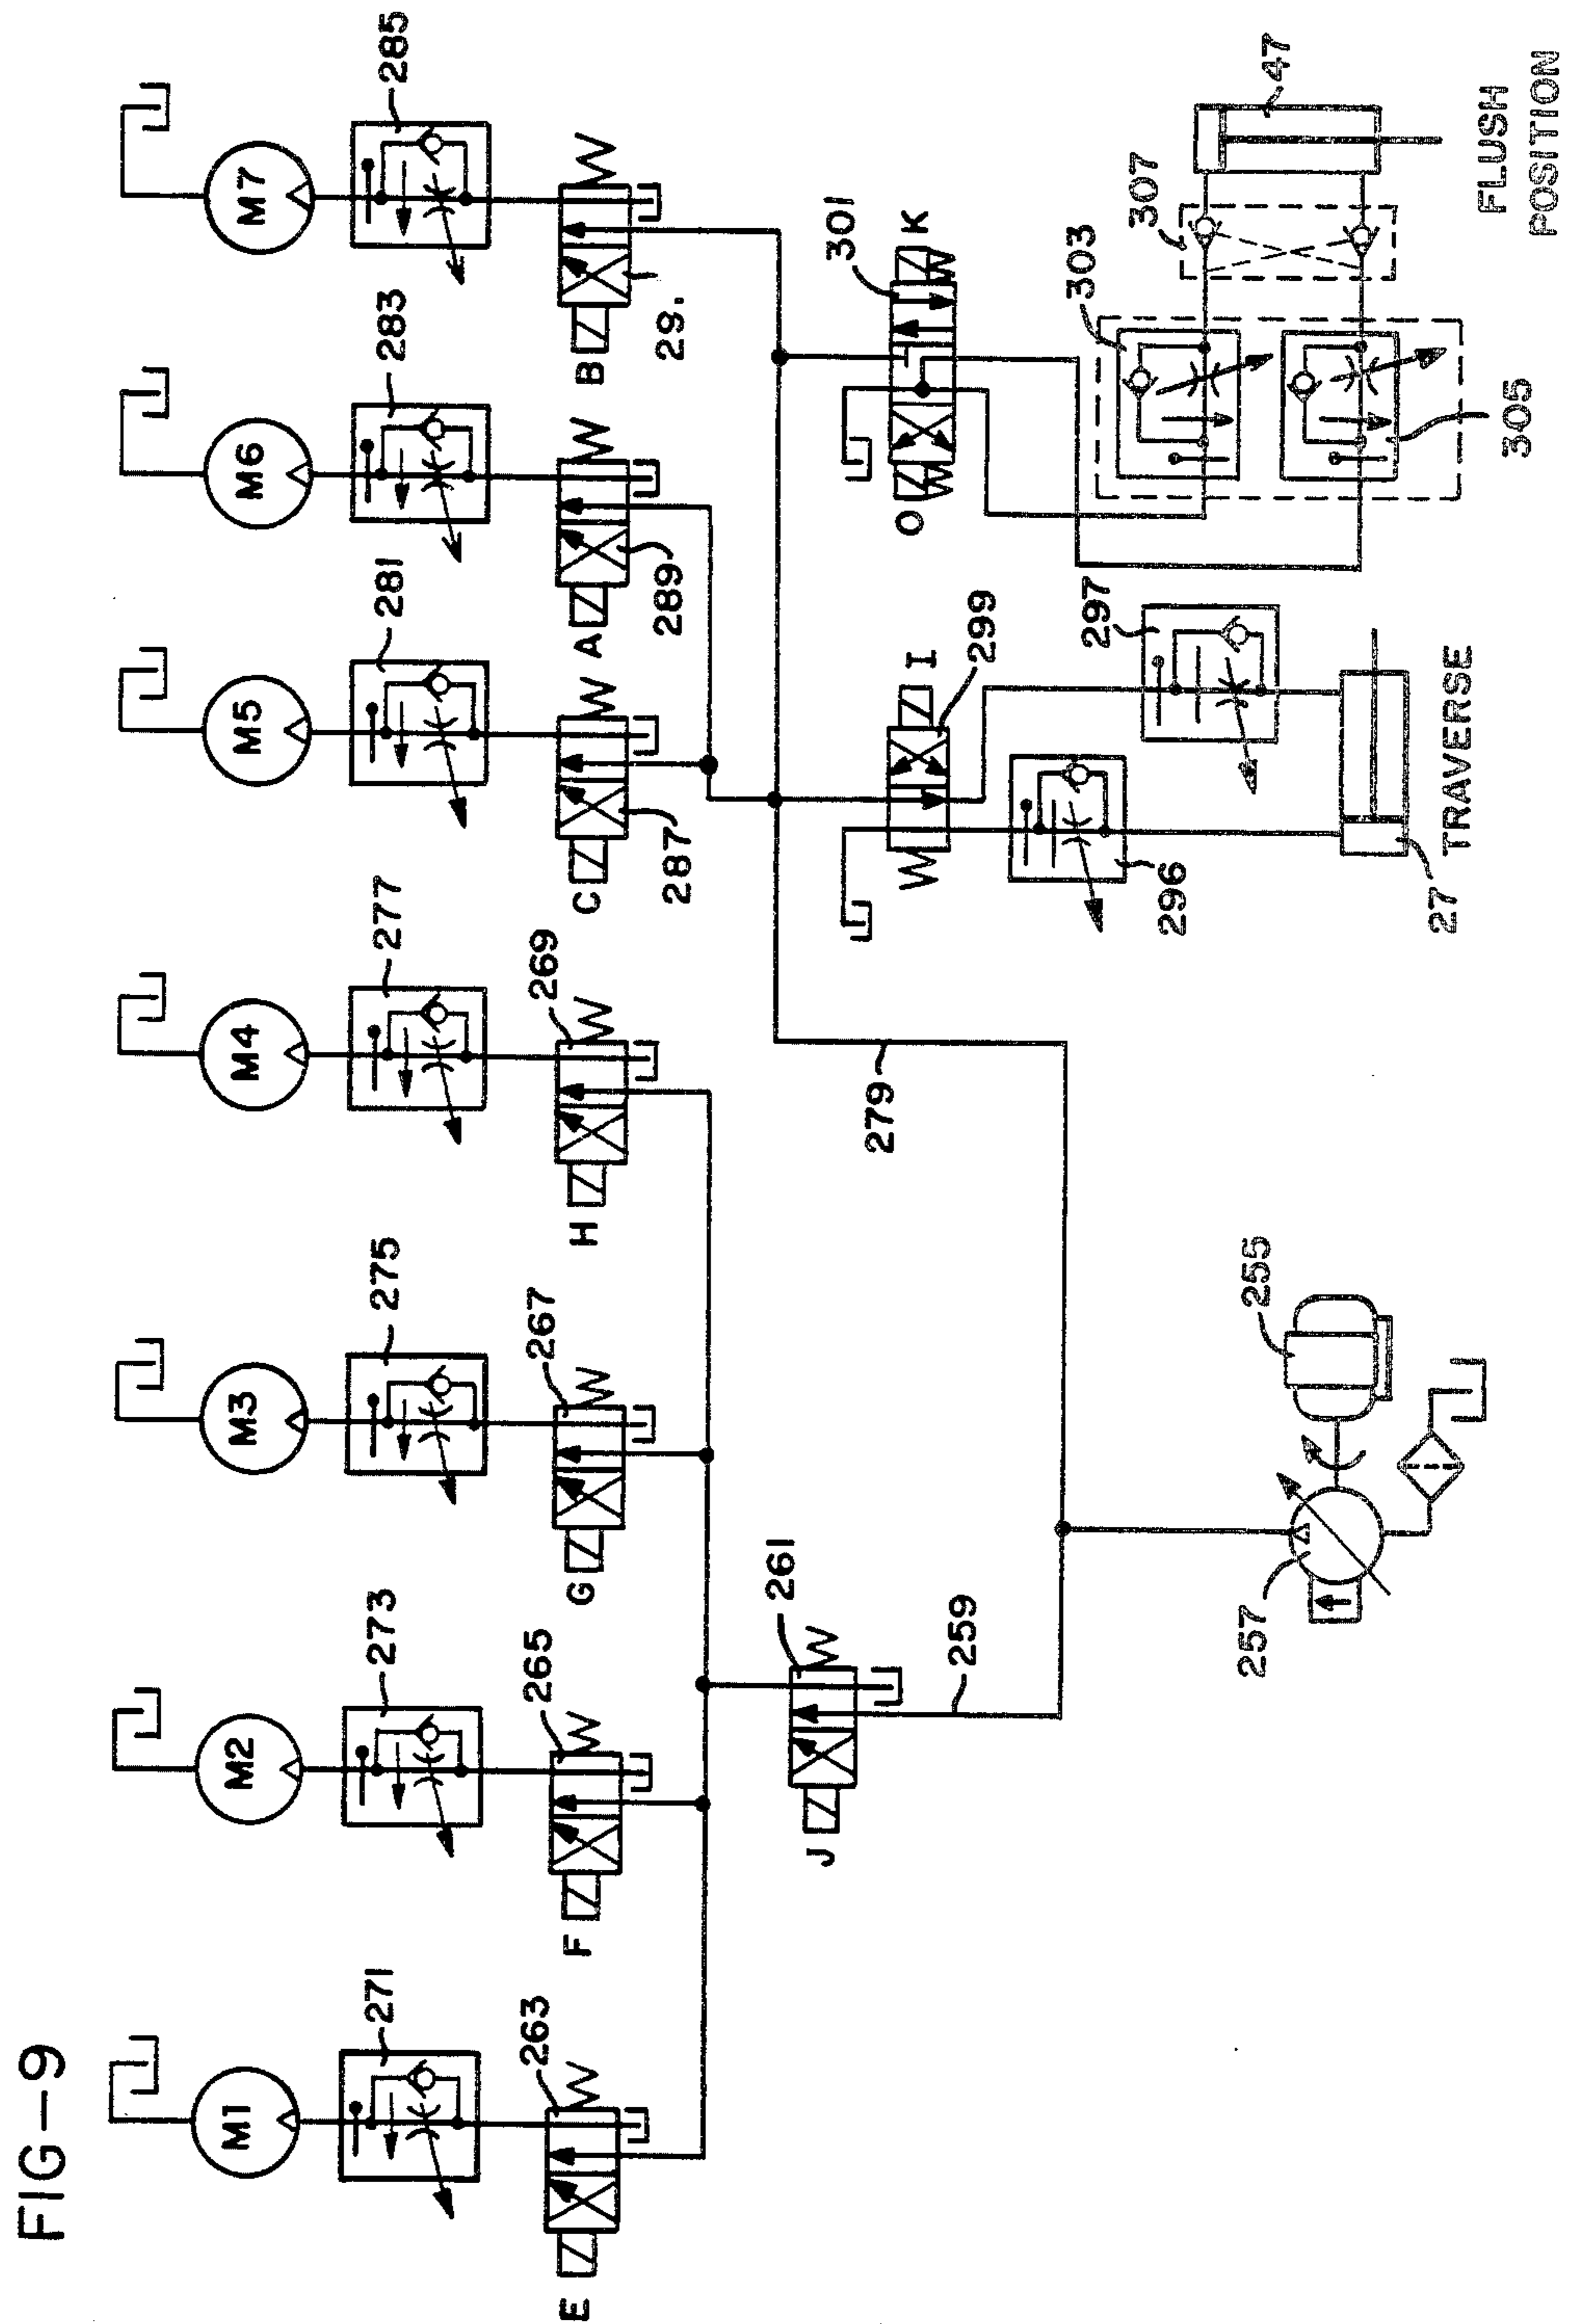 FIG-9
M1
M2
M3
M4
M5
M6
M7
271
273
275
277
281
283
285
263
265
267
269
E
F
G
H
C
A
B
287
289
29.
261
J
259
279
299
I
301
O
K
296
297
27
TRAVERSE
303
305
307
47
FLUSH
POSITION
255
257